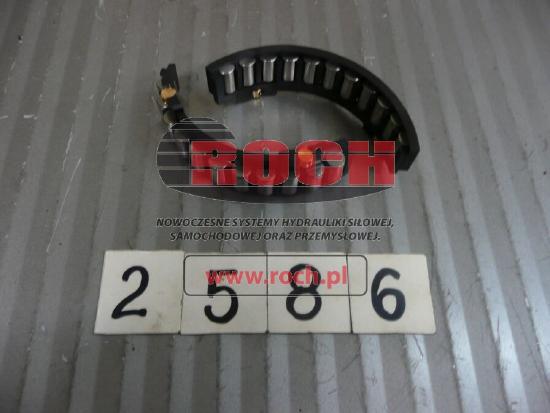 ROCH
NOWOCZESNE SYSTEMY HYDRAULIKI SIŁOWEJ,
SAMOCHODOWEJ ORAZ PRZEMYSŁOWEJ.
www.roch.pl
2 5 8 6